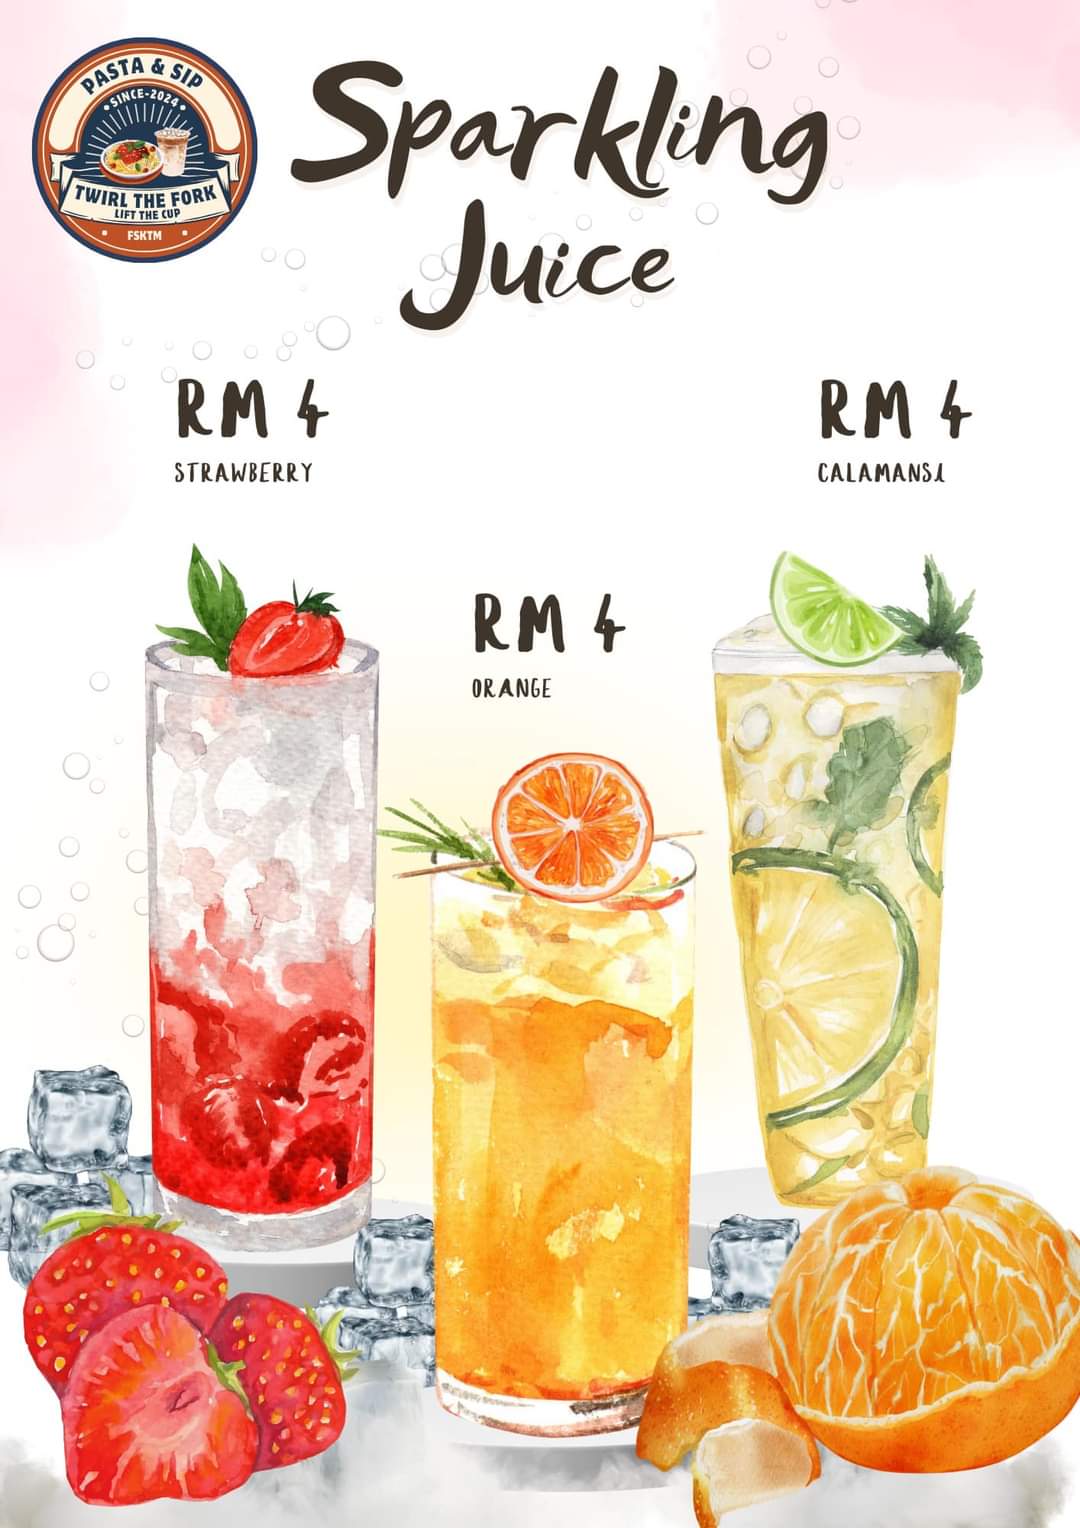 PASTA & SIP
SINCE-2024
TWIRL THE FORK
LIFT THE CUP
FSKTM
Sparkling
Juice
RM 4
STRAWBERRY
RM 4
CALAMANSI
RM 4
ORANGE